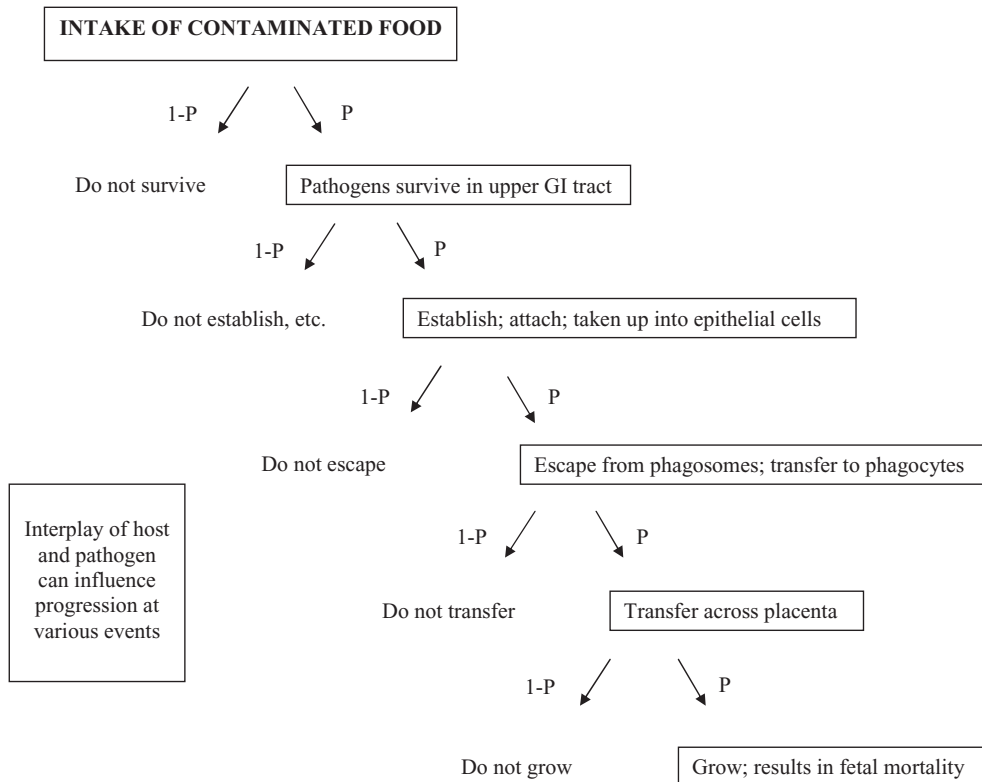 INTAKE OF CONTAMINATED FOOD
1-P P
Do not survive Pathogens survive in upper GI tract
1-P P
Do not establish, etc. Establish; attach; taken up into epithelial cells
1-P P
Do not escape Escape from phagosomes; transfer to phagocytes
Interplay of host
and pathogen
can influence
progression at
various events
1-P P
Do not transfer Transfer across placenta
1-P P
Do not grow Grow; results in fetal mortality